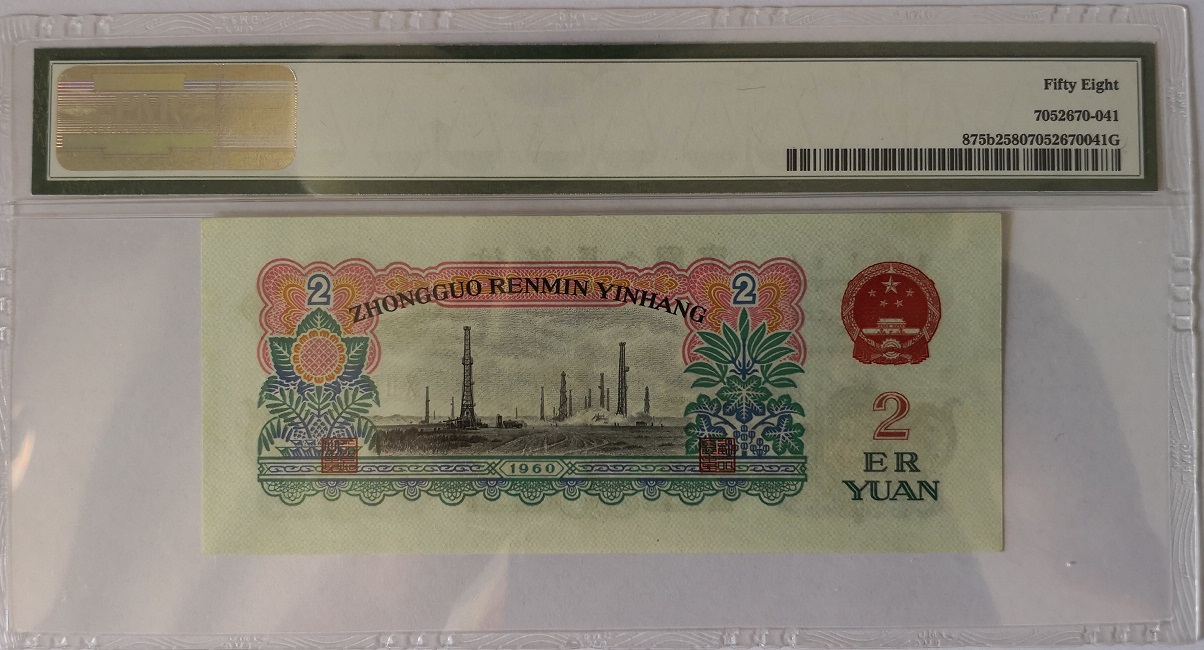 Fifty Eight
7052670-041
875b25807052670041G
2
ZHONGGUO RENMIN YINHANG
2
2
ER
YUAN
1960